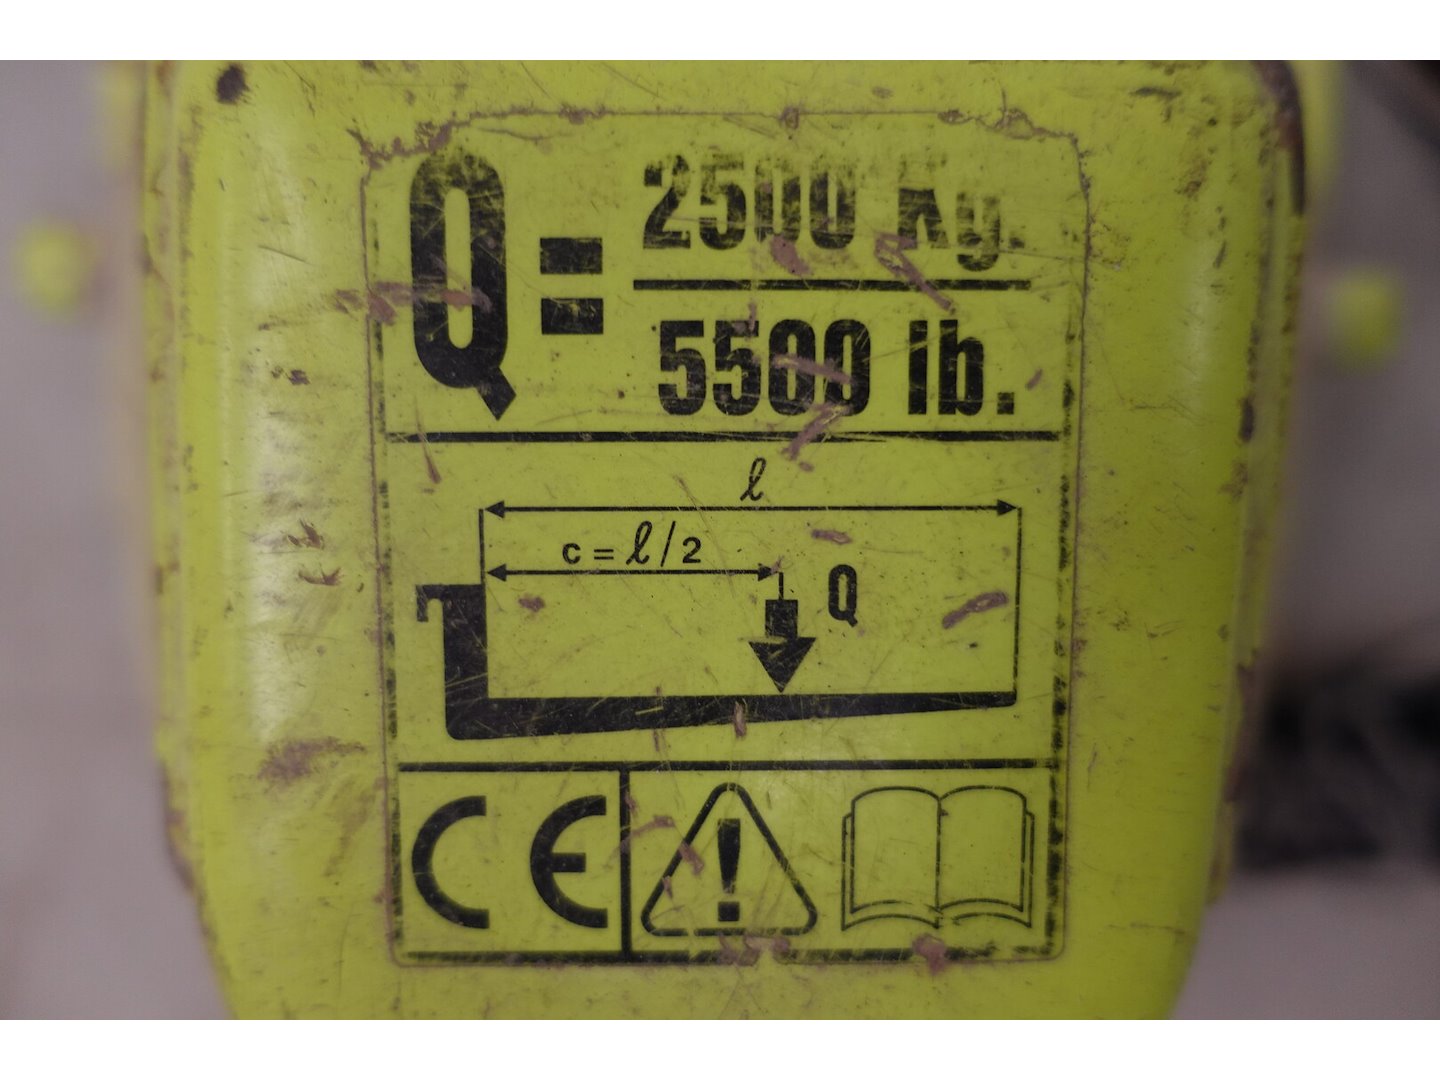 Q = 2500 Kg.
5500 lb.
ℓ
c = ℓ/2
Q
CE